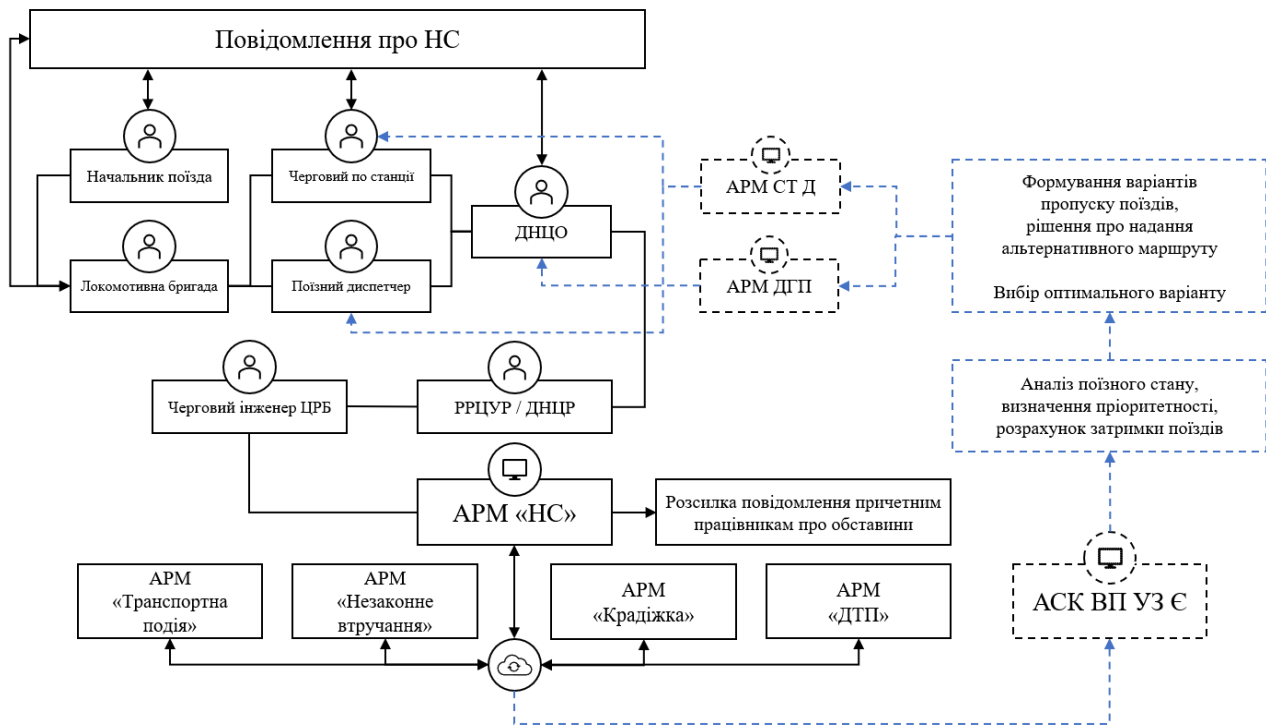 Повідомлення про НС
Начальник поїзда
Черговий по станції
АРМ СТ Д
Формування варіантів
пропуску поїздів,
рішення про надання
альтернативного маршруту
Вибір оптимального варіанту
ДНЦО
Локомотивна бригада
Поїзний диспетчер
АРМ ДГП
Черговий інженер ЦРБ
РРЦУР / ДНЦР
Аналіз поїзного стану,
визначення пріоритетності,
розрахунок затримки поїздів
АРМ «НС»
Розсилка повідомлення причетним
працівникам про обставини
АРМ
«Транспортна
подія»
АРМ
«Незаконне
втручання»
АРМ
«Крадіжка»
АРМ
«ДТП»
АСК ВП УЗ Є